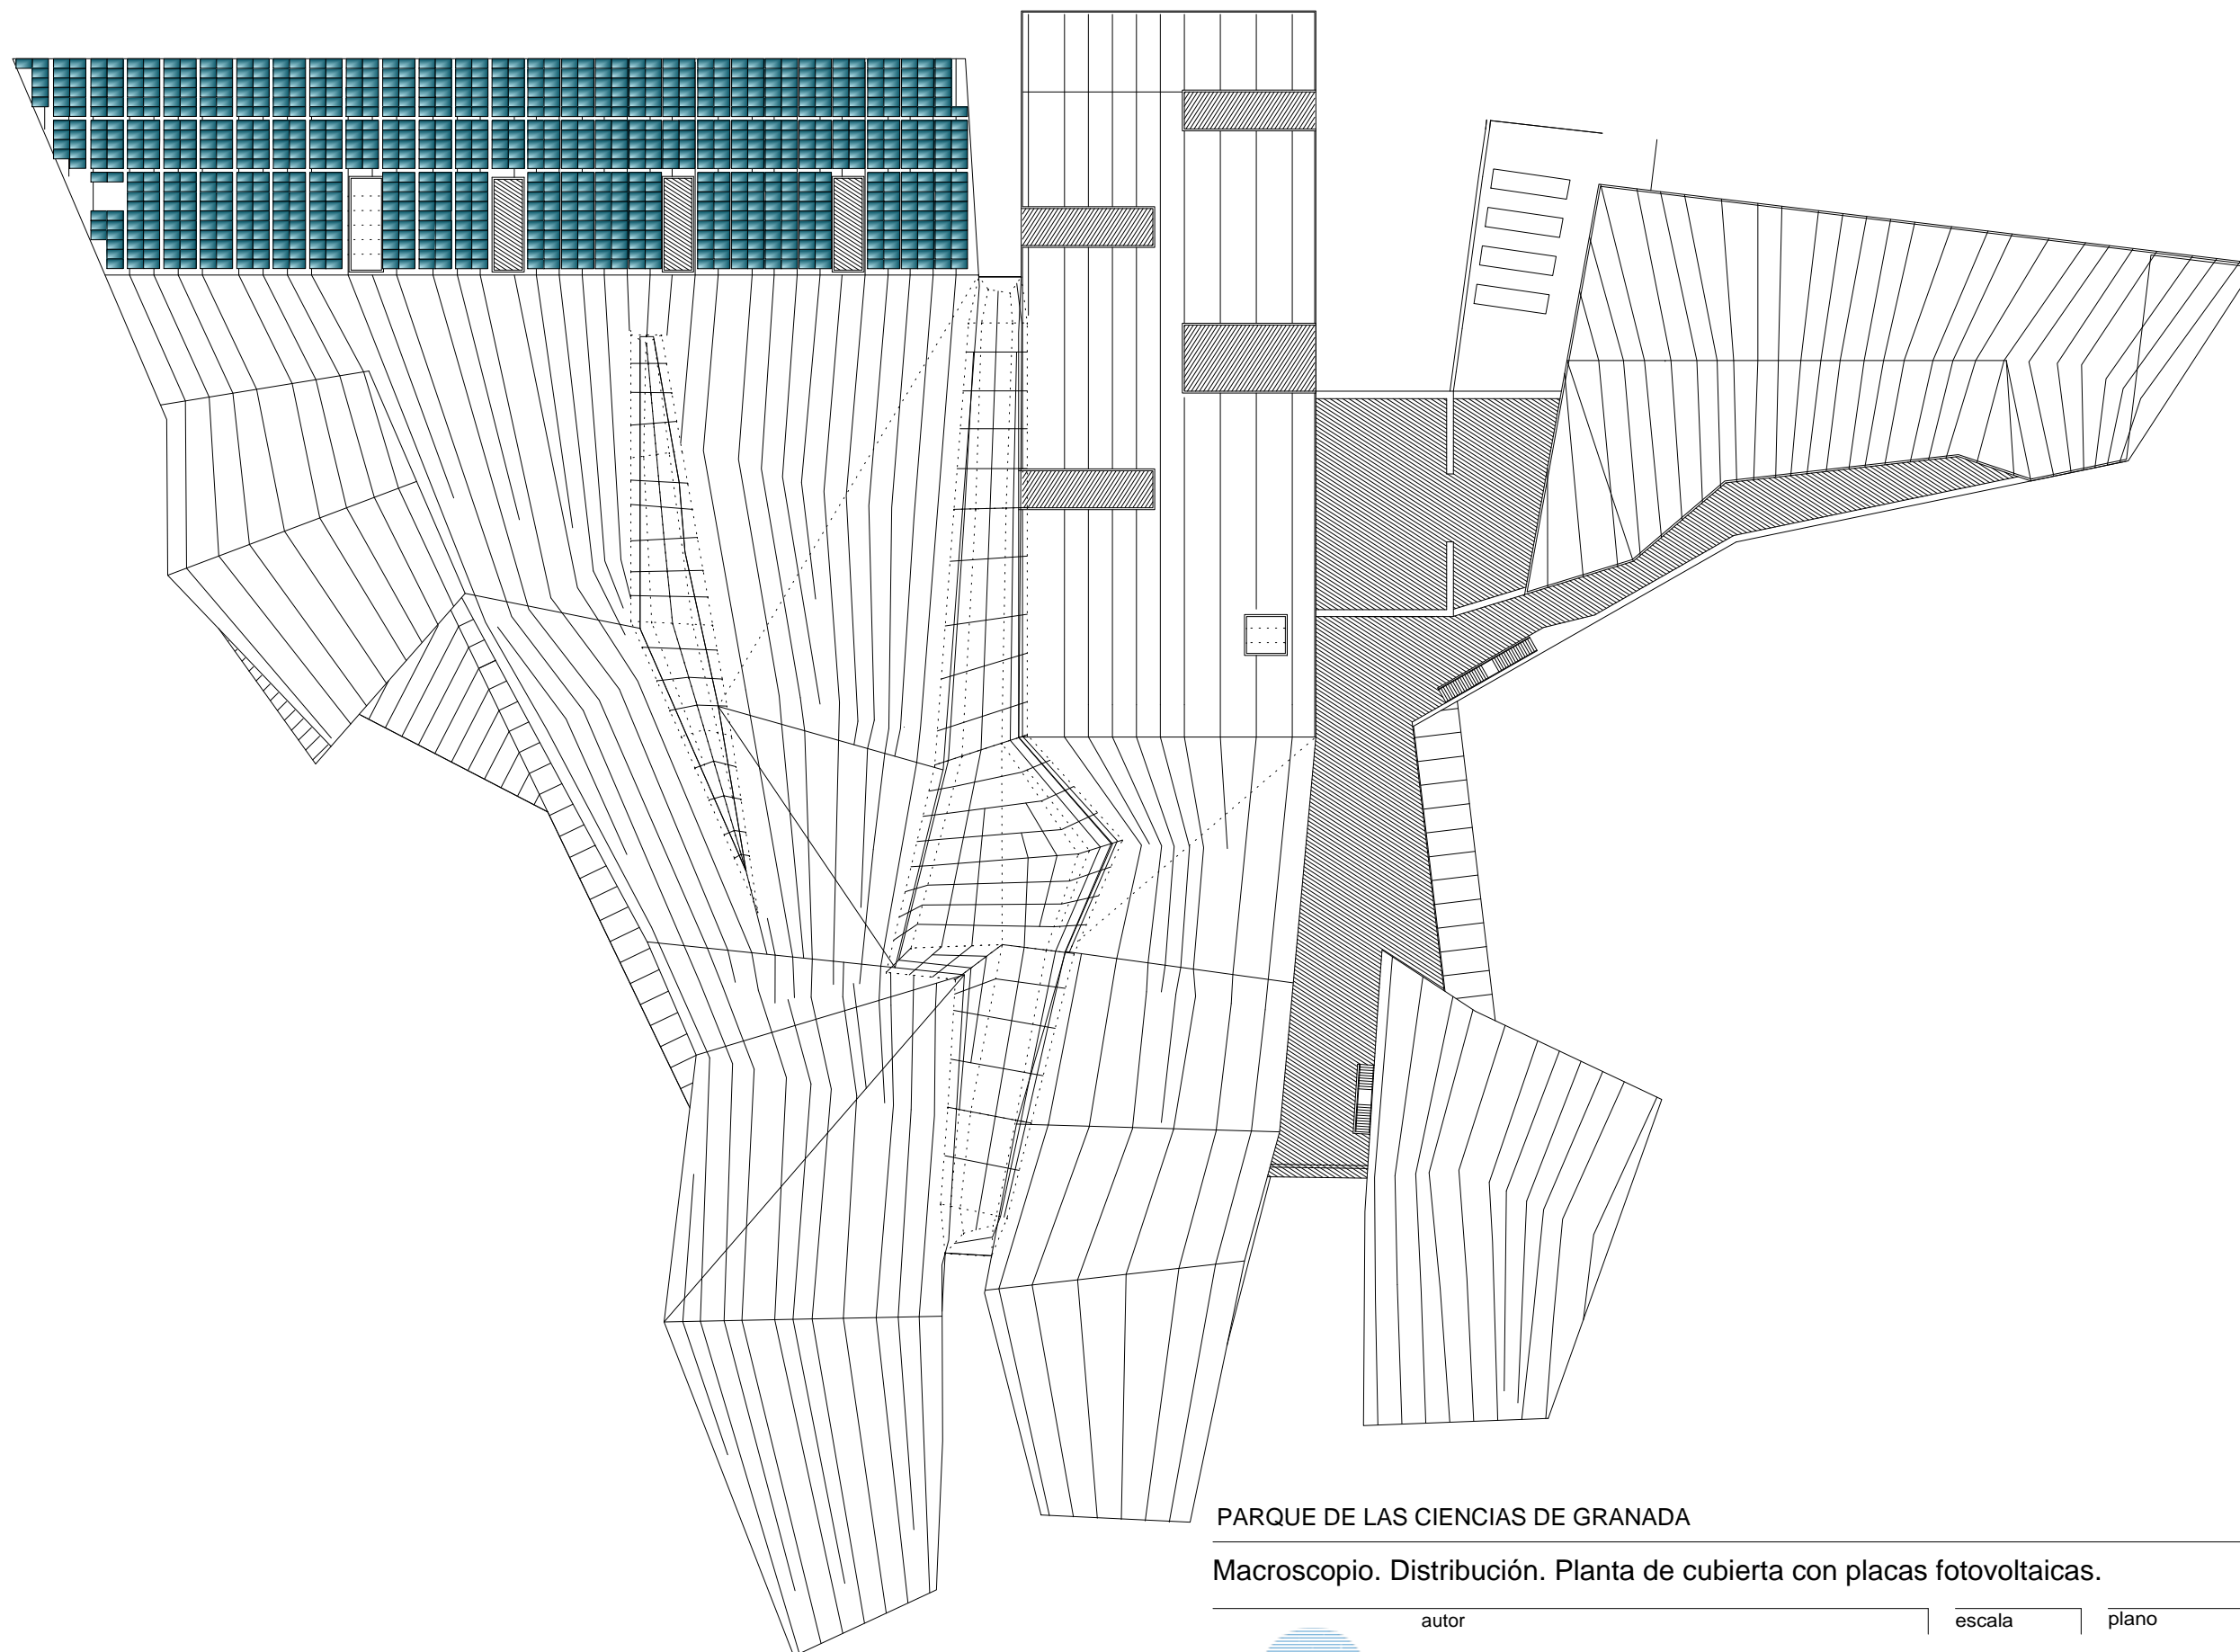 PARQUE DE LAS CIENCIAS DE GRANADA
Macroscopio. Distribución. Planta de cubierta con placas fotovoltaicas.
autor escala plano